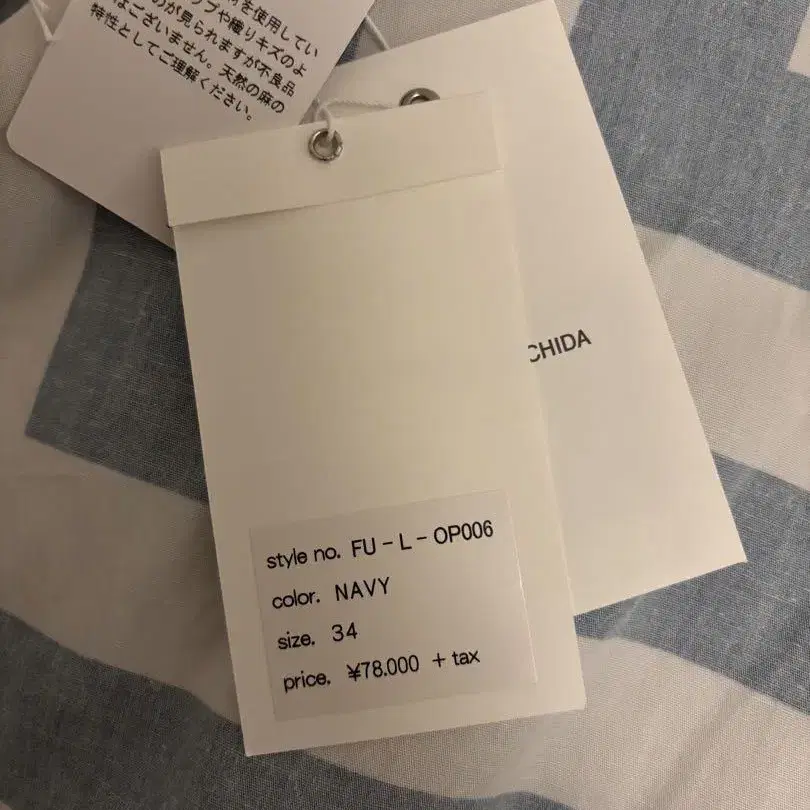 を使用してい
プや織りキズのよ
のが見られますが不良品
はございません。天然の麻の
特性としてご理解ください。
CHIDA
style no. FU-L-OP006
color. NAVY
size. 34
price. ¥78.000 + tax